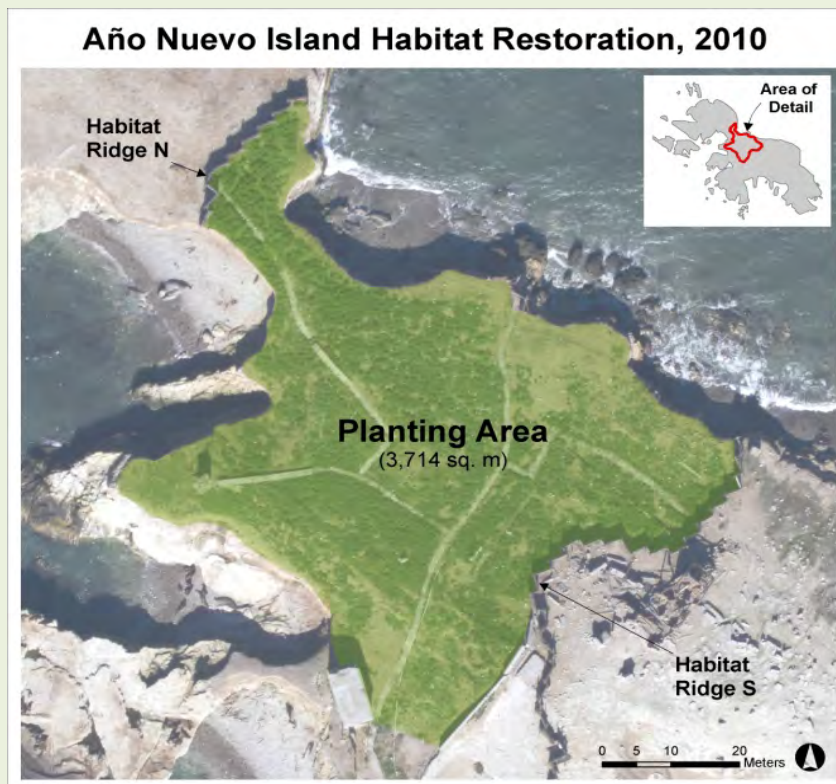 Año Nuevo Island Habitat Restoration, 2010
Area of
Detail
Habitat
Ridge N
Planting Area
(3,714 sq. m)
Habitat
Ridge S
0 5 10 20
Meters